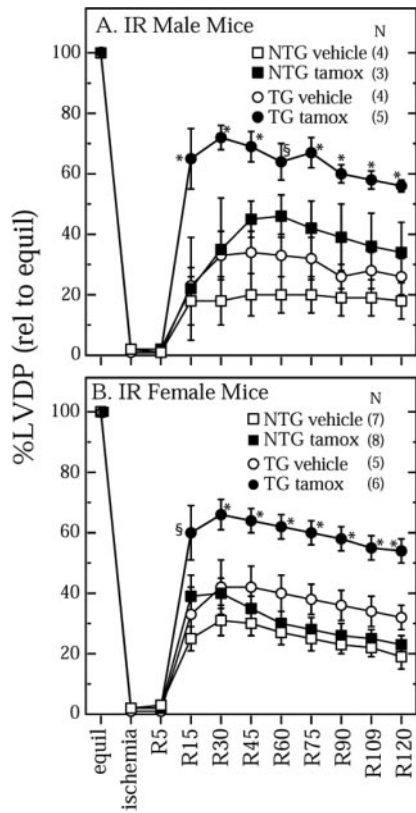 A. IR Male Mice
N
NTG vehicle (4)
NTG tamox (3)
TG vehicle (4)
TG tamox (5)
100
80
60
40
20
0
* * * § * * * *
B. IR Female Mice
N
NTG vehicle (7)
NTG tamox (8)
TG vehicle (5)
TG tamox (6)
100
80
60
40
20
0
§ * * * * * * *
%LVDP (rel to equil)
equil
ischemia
R5
R15
R30
R45
R60
R75
R90
R109
R120